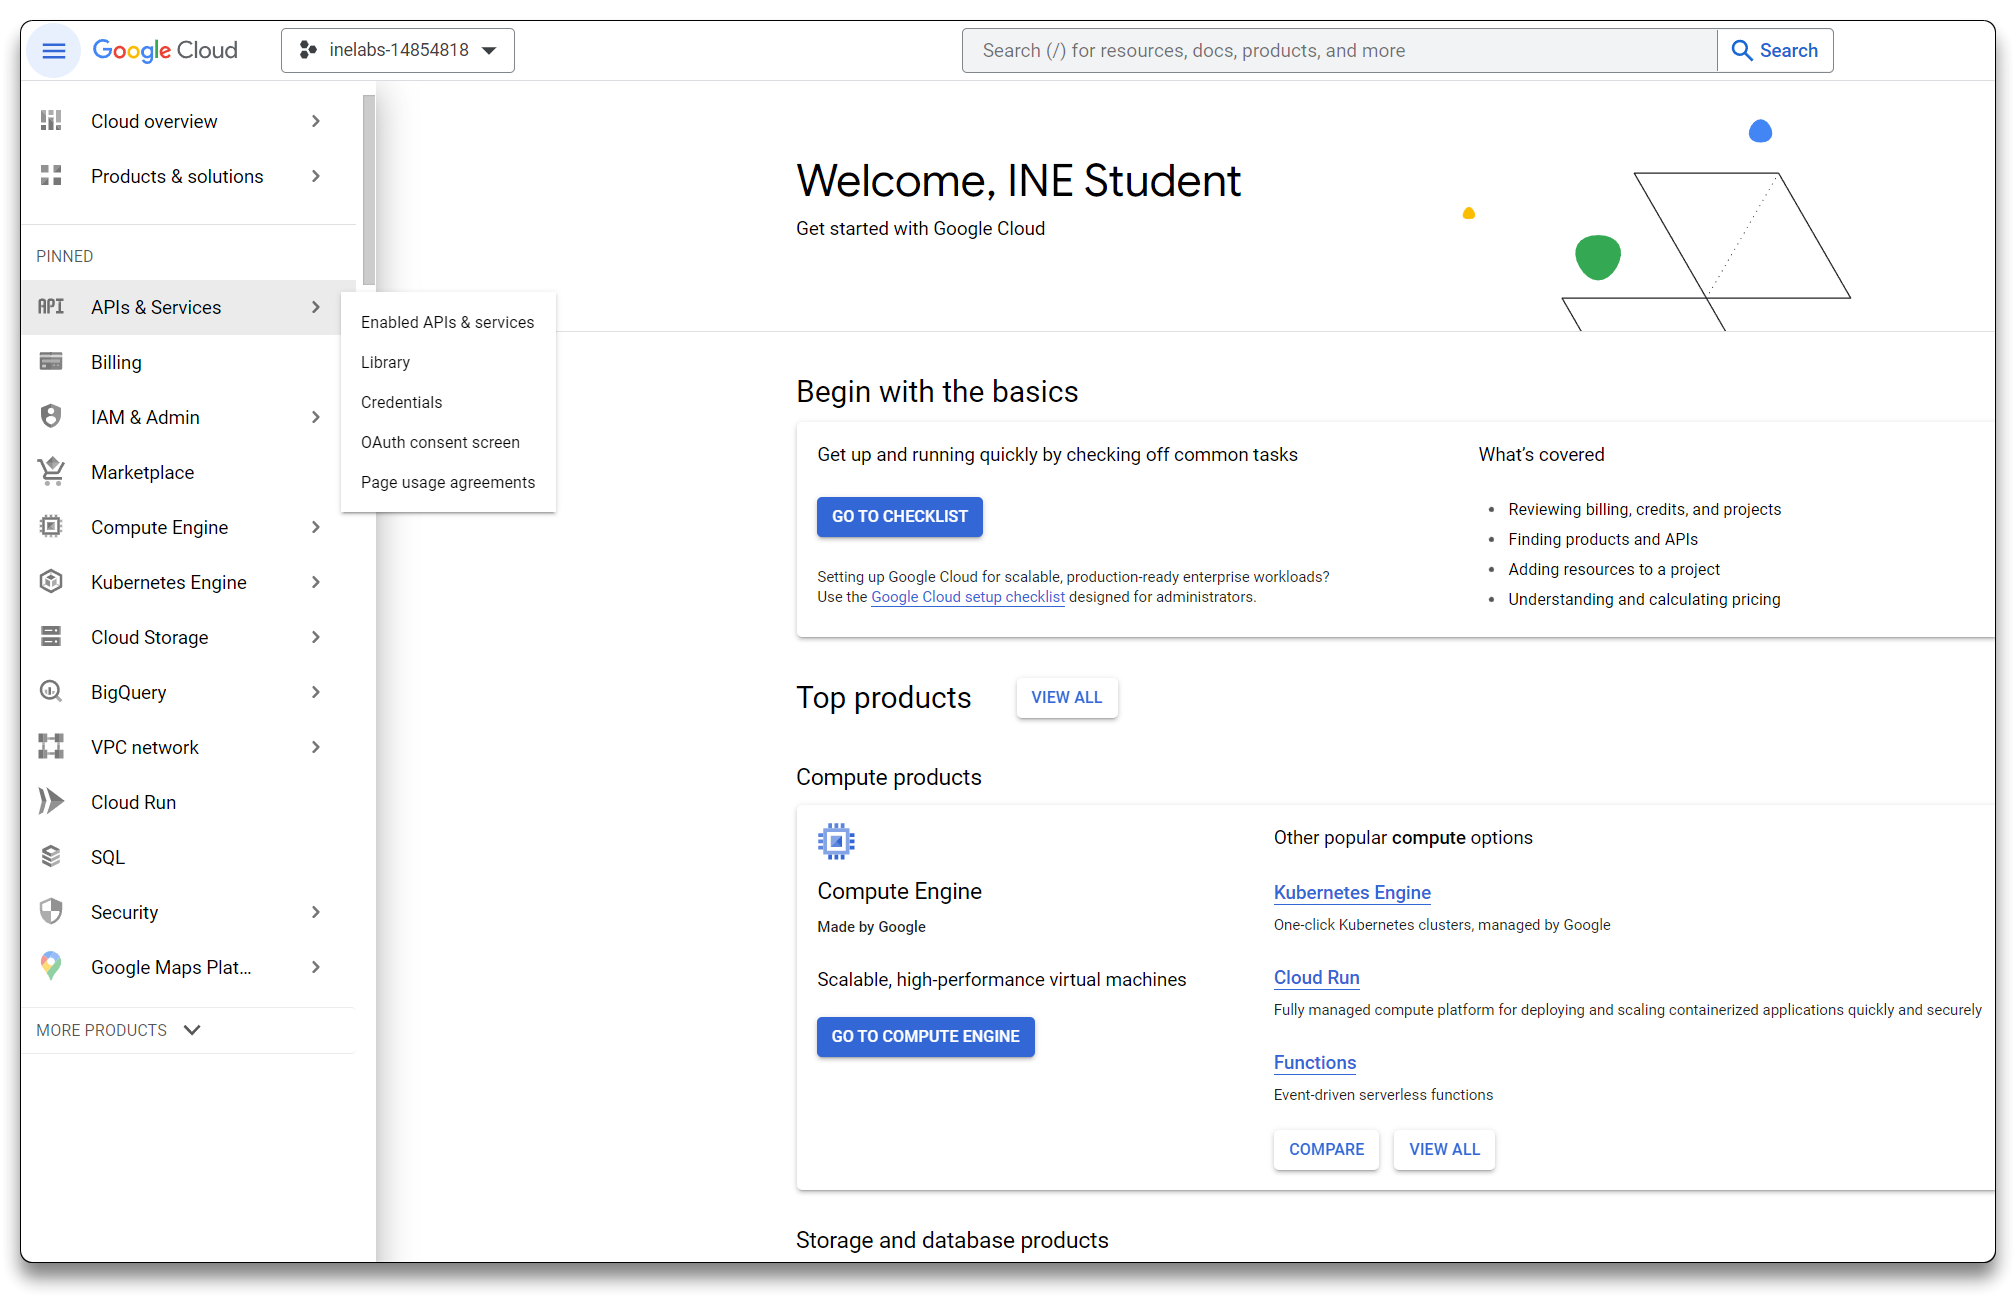 Google Cloud
inelabs-14854818
Search (/) for resources, docs, products, and more
Search
Cloud overview
Products & solutions
PINNED
API
APIs & Services
Billing
IAM & Admin
Marketplace
Compute Engine
Kubernetes Engine
Cloud Storage
BigQuery
VPC network
Cloud Run
SQL
Security
Google Maps Plat...
MORE PRODUCTS
Enabled APIs & services
Library
Credentials
OAuth consent screen
Page usage agreements
Welcome, INE Student
Get started with Google Cloud
Begin with the basics
Get up and running quickly by checking off common tasks
GO TO CHECKLIST
Setting up Google Cloud for scalable, production-ready enterprise workloads?
Use the Google Cloud setup checklist designed for administrators.
What's covered
• Reviewing billing, credits, and projects
• Finding products and APIs
• Adding resources to a project
• Understanding and calculating pricing
Top products
VIEW ALL
Compute products
Compute Engine
Made by Google
Scalable, high-performance virtual machines
GO TO COMPUTE ENGINE
Other popular compute options
Kubernetes Engine
One-click Kubernetes clusters, managed by Google
Cloud Run
Fully managed compute platform for deploying and scaling containerized applications quickly and securely
Functions
Event-driven serverless functions
COMPARE
VIEW ALL
Storage and database products